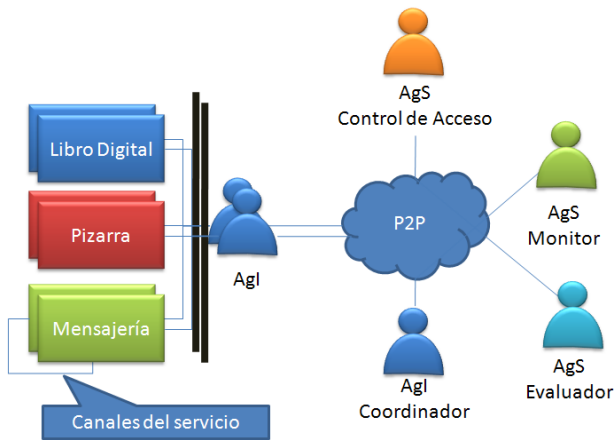 AgS
Control de Acceso
Libro Digital
Pizarra
Mensajería
AgI
P2P
AgS
Monitor
AgI
Coordinador
AgS
Evaluador
Canales del servicio